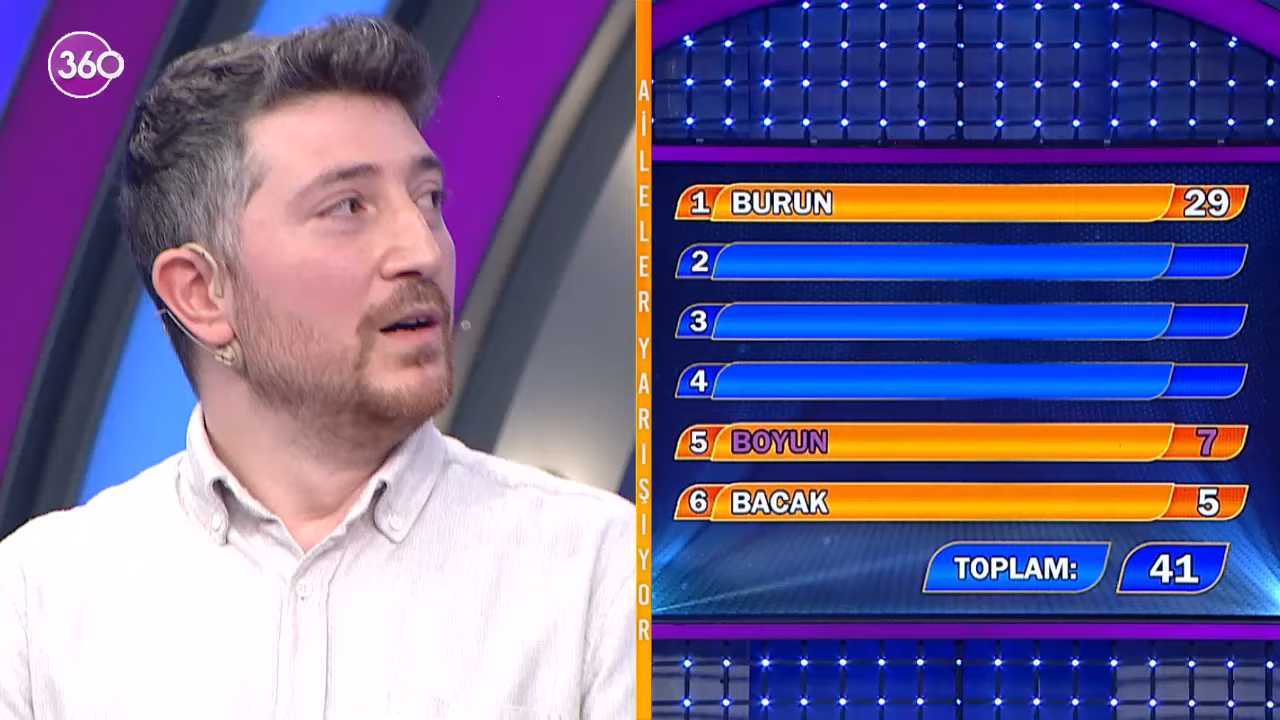 360
AİLELER YARIŞIYOR
1 BURUN 29
2
3
4
5 BOYUN 7
6 BACAK 5
TOPLAM: 41